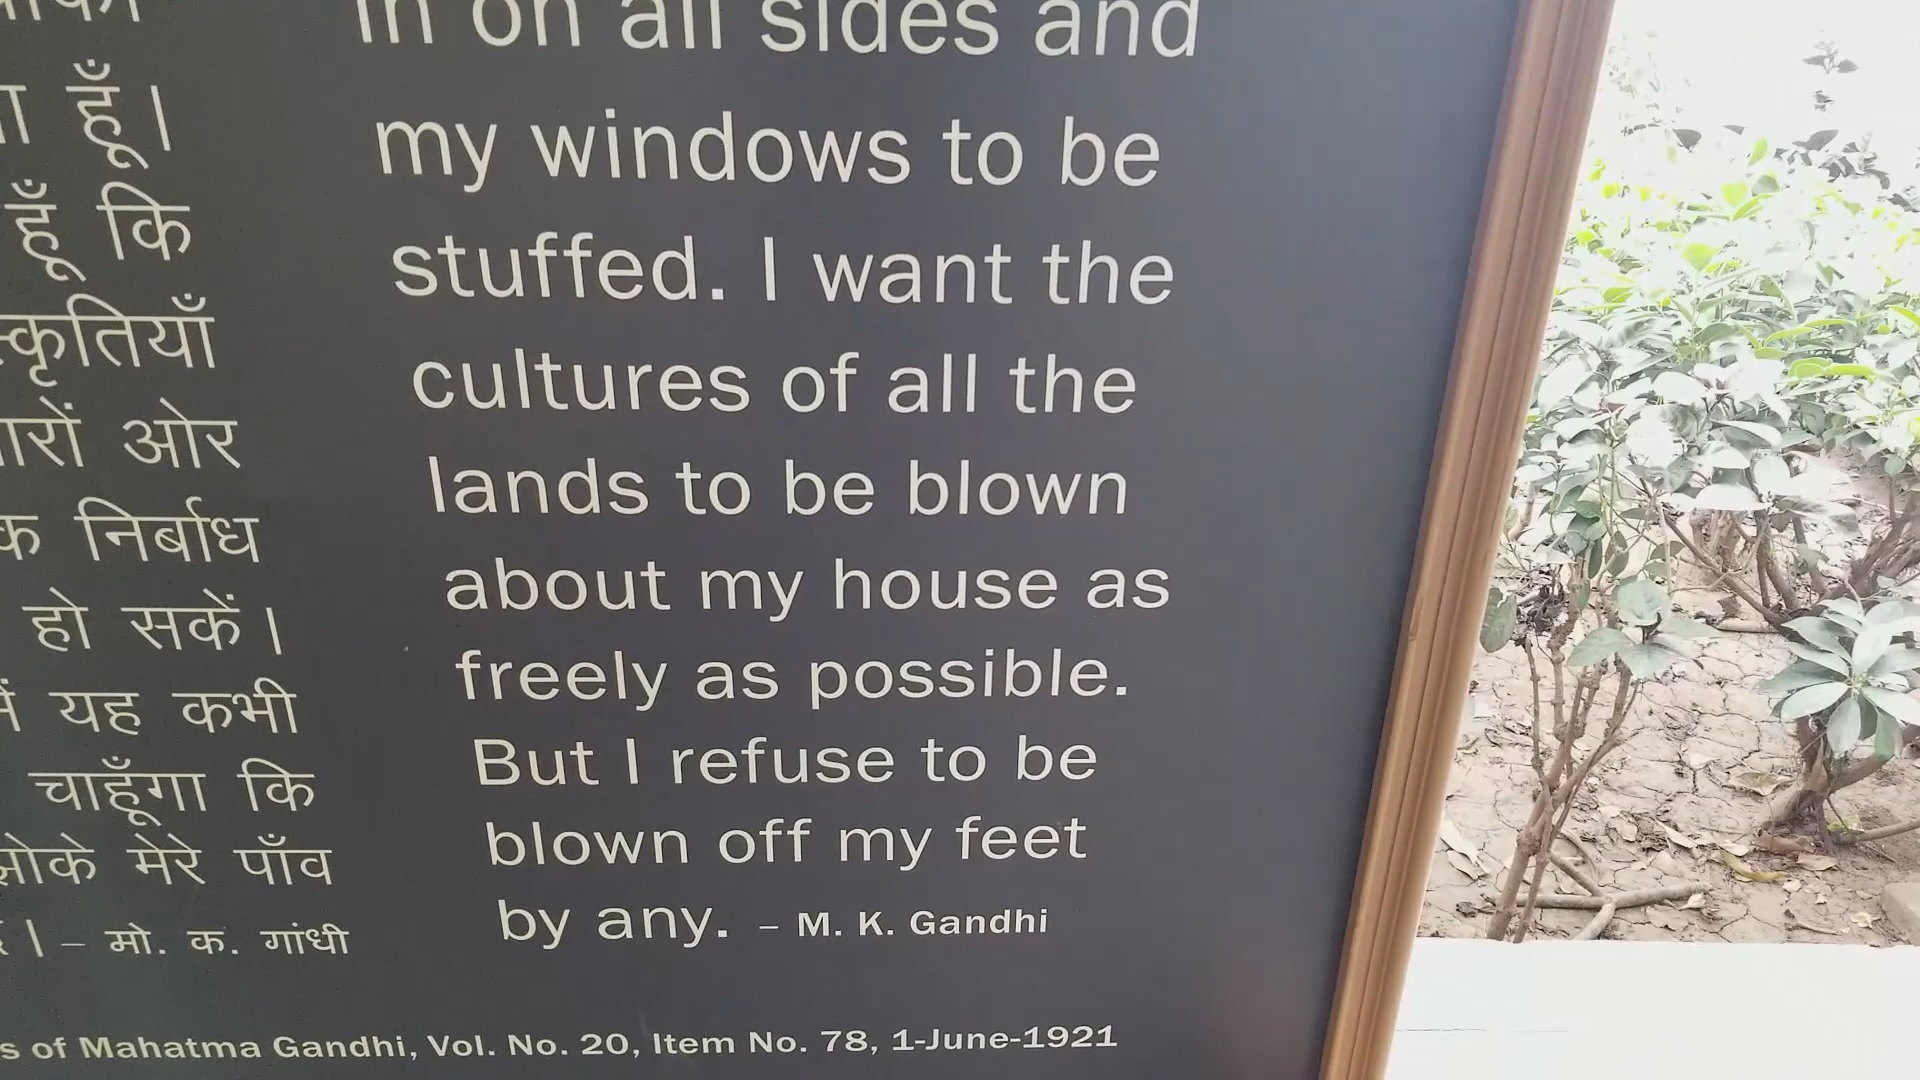 हूँ।
हूँ कि
ओर
निर्बाध
हो सकें।
यह कभी
चाहूँगा कि
मेरे पाँव
– मो. क. गांधी
in on all sides and
my windows to be
stuffed. I want the
cultures of all the
lands to be blown
about my house as
freely as possible.
But I refuse to be
blown off my feet
by any. – M. K. Gandhi
of Mahatma Gandhi, Vol. No. 20, Item No. 78, 1-June-1921